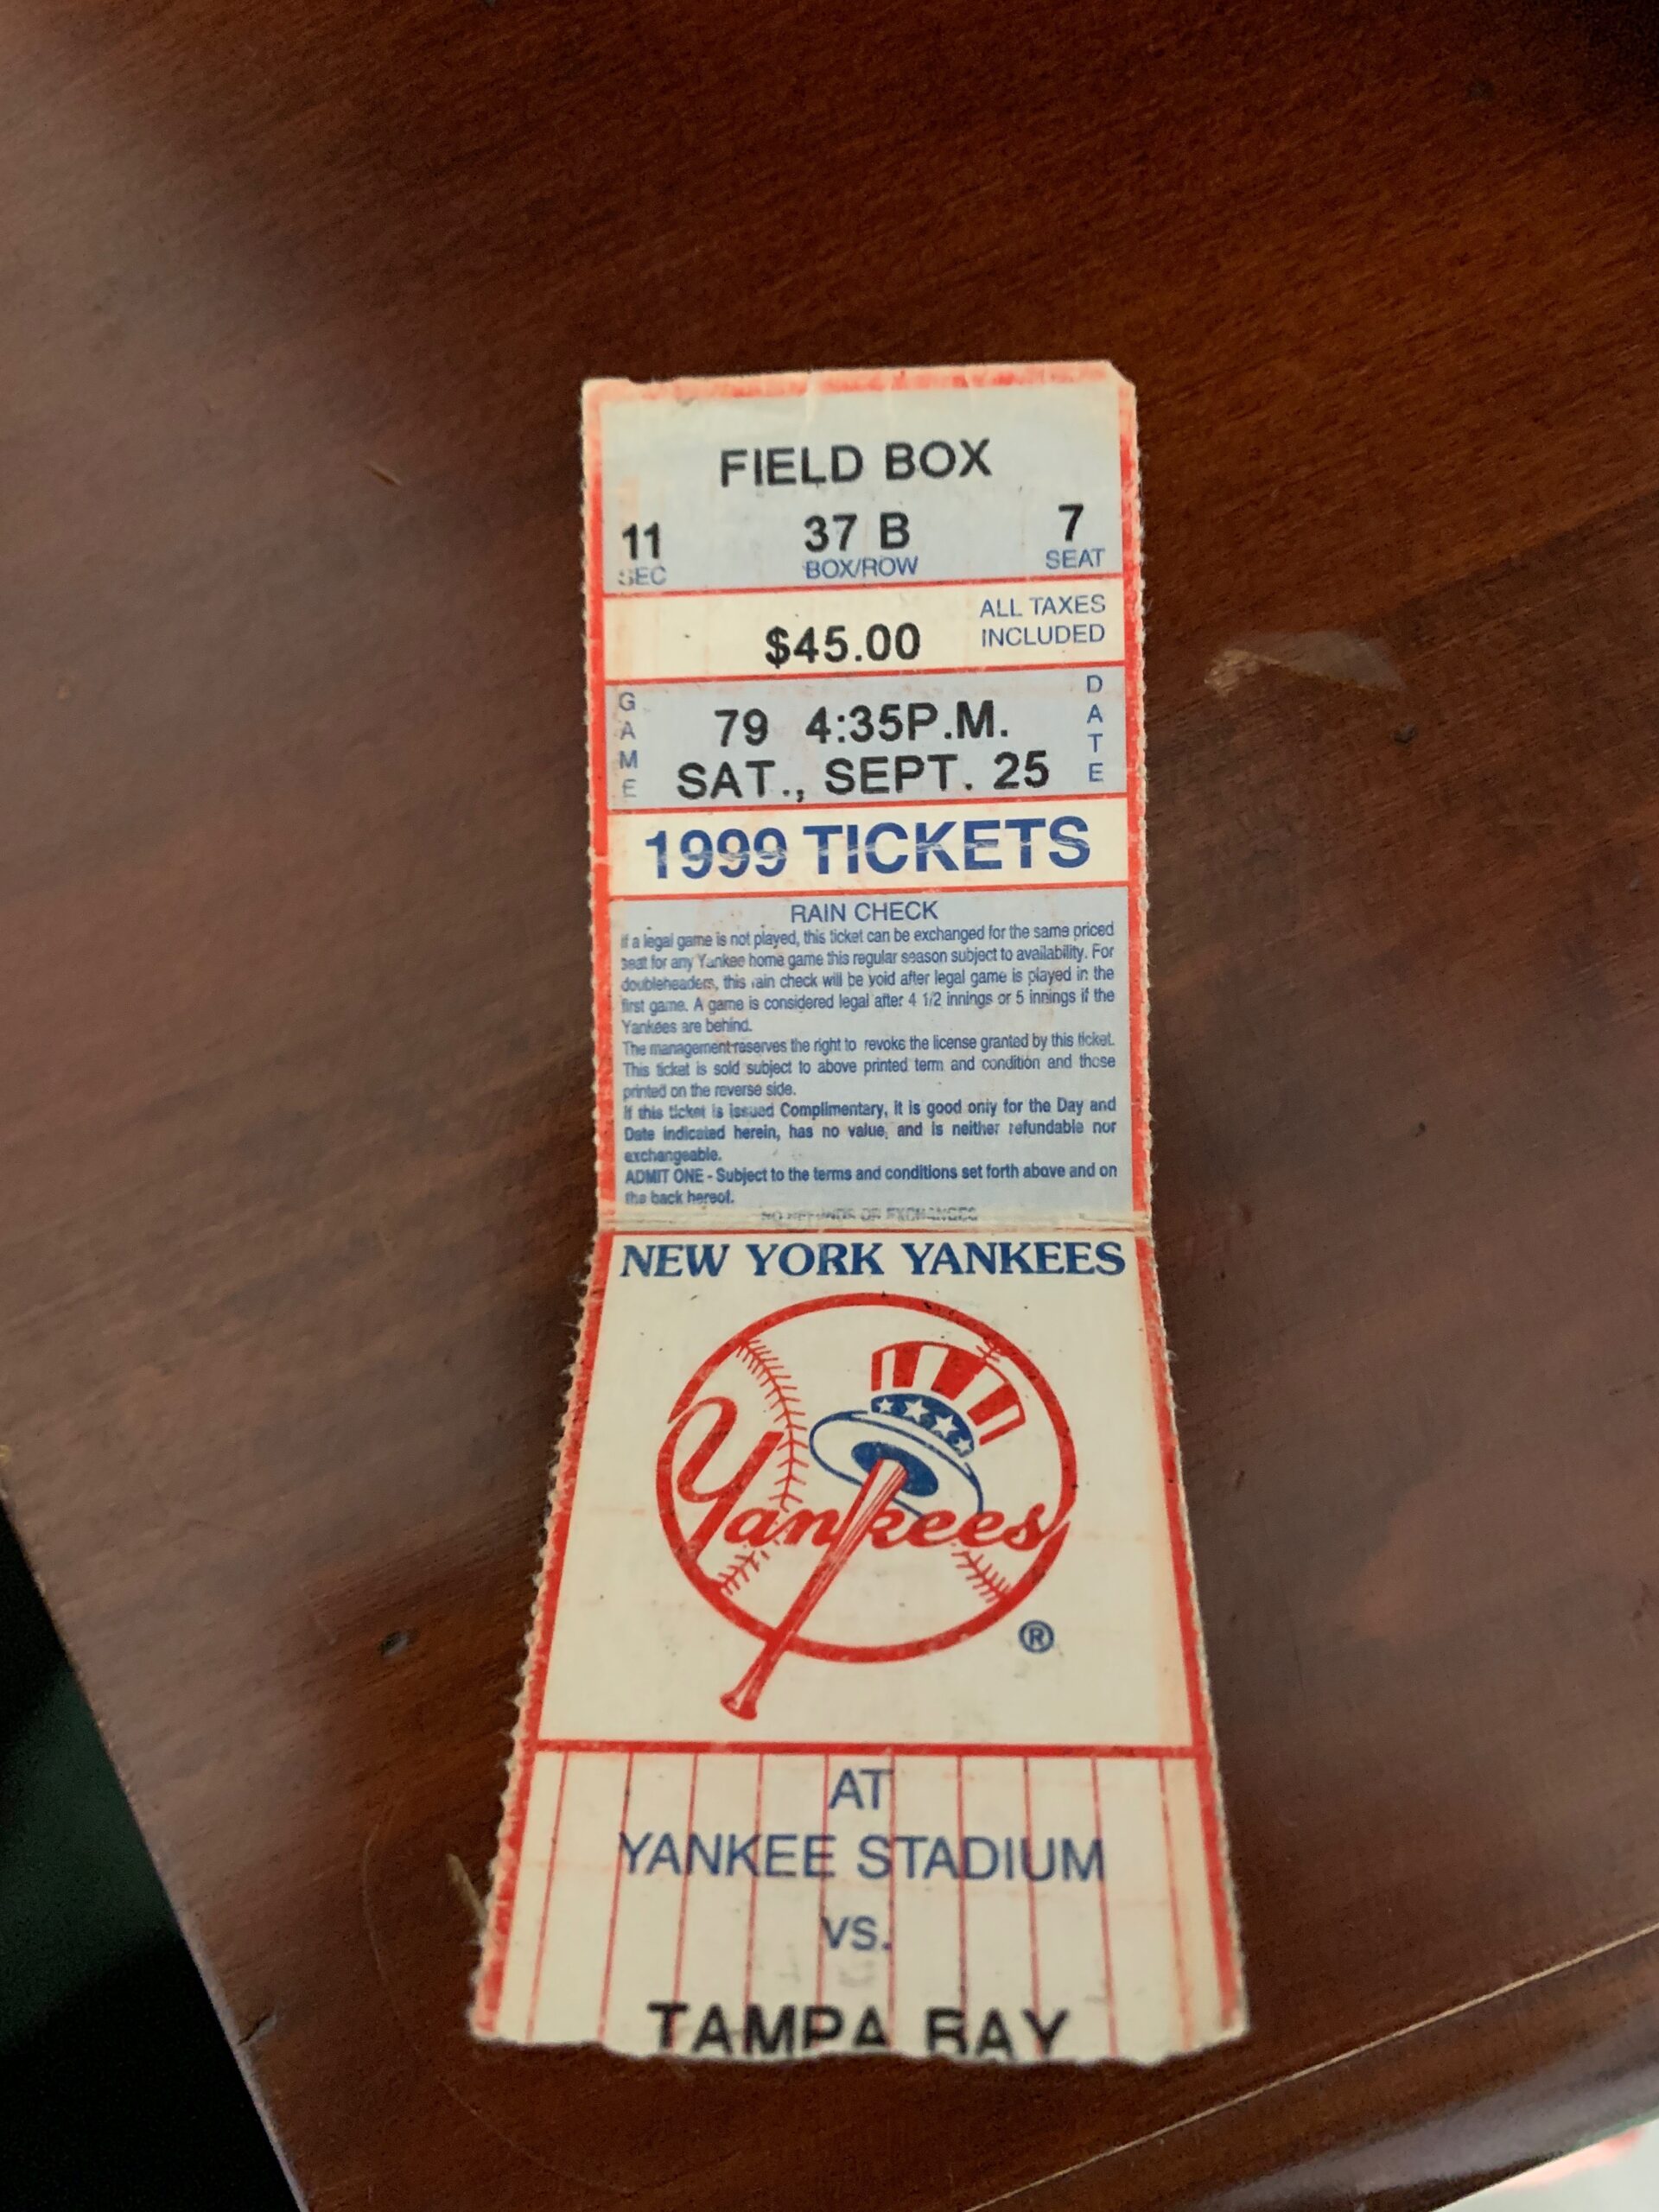 FIELD BOX
11 37 B 7
SEC BOX/ROW SEAT
$45.00 ALL TAXES
INCLUDED
GAME 79 4:35P.M. DATE
SAT., SEPT. 25
1999 TICKETS
RAIN CHECK
If a legal game is not played, this ticket can be exchanged for the same priced
seat for any Yankee home game this regular season subject to availability. For
doubleheaders, this rain check will be void after legal game is played in the
first game. A game is considered legal after 4 1/2 innings or 5 innings if the
Yankees are behind.
The management reserves the right to revoke the license granted by this ticket.
This ticket is sold subject to above printed term and condition and those
printed on the reverse side.
If this ticket is issued Complimentary, it is good only for the Day and
Date indicated herein, has no value, and is neither refundable nor
exchangeable.
ADMIT ONE - Subject to the terms and conditions set forth above and on
the back hereof.
NO REFUNDS OR EXCHANGES
NEW YORK YANKEES
Yankees
®
AT
YANKEE STADIUM
VS.
TAMPA BAY